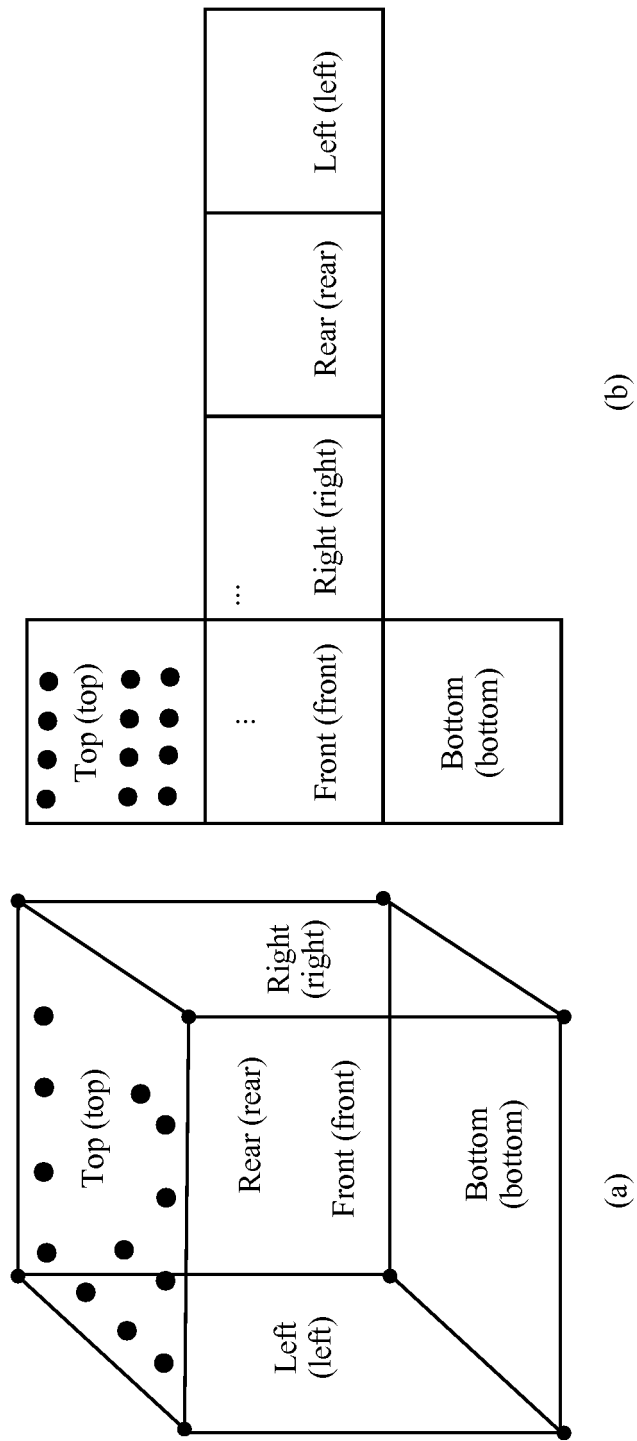 Top (top)
Rear (rear)
Right
(right)
Left
(left)
Front (front)
Bottom
(bottom)
(a)
Top (top)
...
...
Front (front)
Right (right)
Rear (rear)
Left (left)
Bottom
(bottom)
(b)